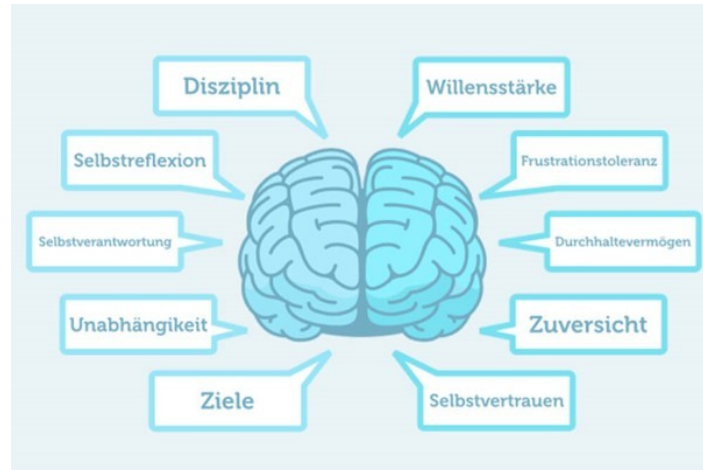 Disziplin
Willensstärke
Selbstreflexion
Frustrationstoleranz
Selbstverantwortung
Durchhaltevermögen
Unabhängikeit
Zuversicht
Ziele
Selbstvertrauen